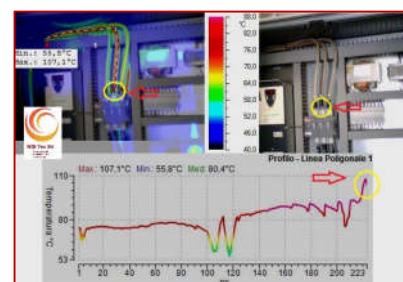 Min.: 55,8°C
Max.: 107,1°C
°C
88,0
84,0
80,0
76,0
72,0
68,0
64,0
60,0
56,0
52,0
Profilo - Linea Poligonale 1
Max.: 107,1°C Min.: 55,8°C Med: 80,4°C
Temperatura °C
110
80
53
1 20 40 60 80 100 120 140 160 180 200 223